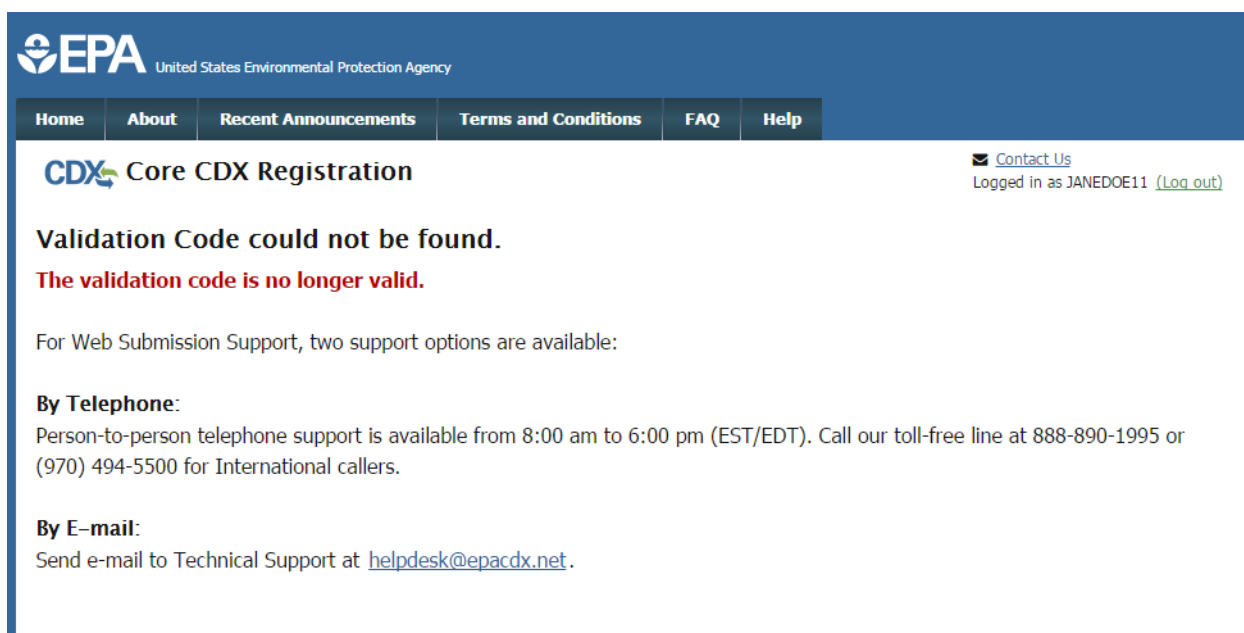 EPA United States Environmental Protection Agency
Home About Recent Announcements Terms and Conditions FAQ Help
CDX Core CDX Registration
Contact Us
Logged in as JANEDOE11 (Log out)
Validation Code could not be found.
The validation code is no longer valid.
For Web Submission Support, two support options are available:
By Telephone:
Person-to-person telephone support is available from 8:00 am to 6:00 pm (EST/EDT). Call our toll-free line at 888-890-1995 or
(970) 494-5500 for International callers.
By E-mail:
Send e-mail to Technical Support at helpdesk@epacdx.net.